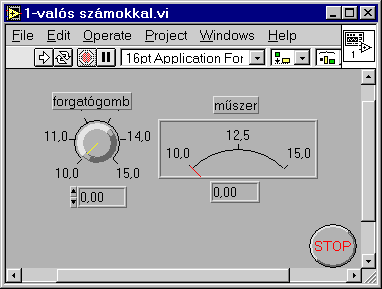 1-valós számokkal.vi
File Edit Operate Project Windows Help
16pt Application For
1
forgatógomb
11,0 14,0
10,0 15,0
0,00
műszer
12,5
10,0 15,0
0,00
STOP